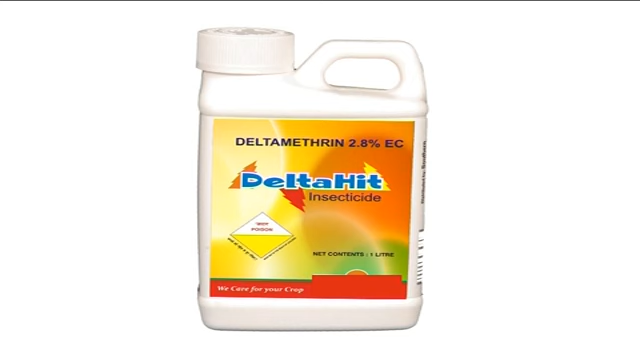 DELTAMETHRIN 2.8% EC
DeltaHit
Insecticide
POISON
NET CONTENTS : 1 LITRE
We Care for your Crop